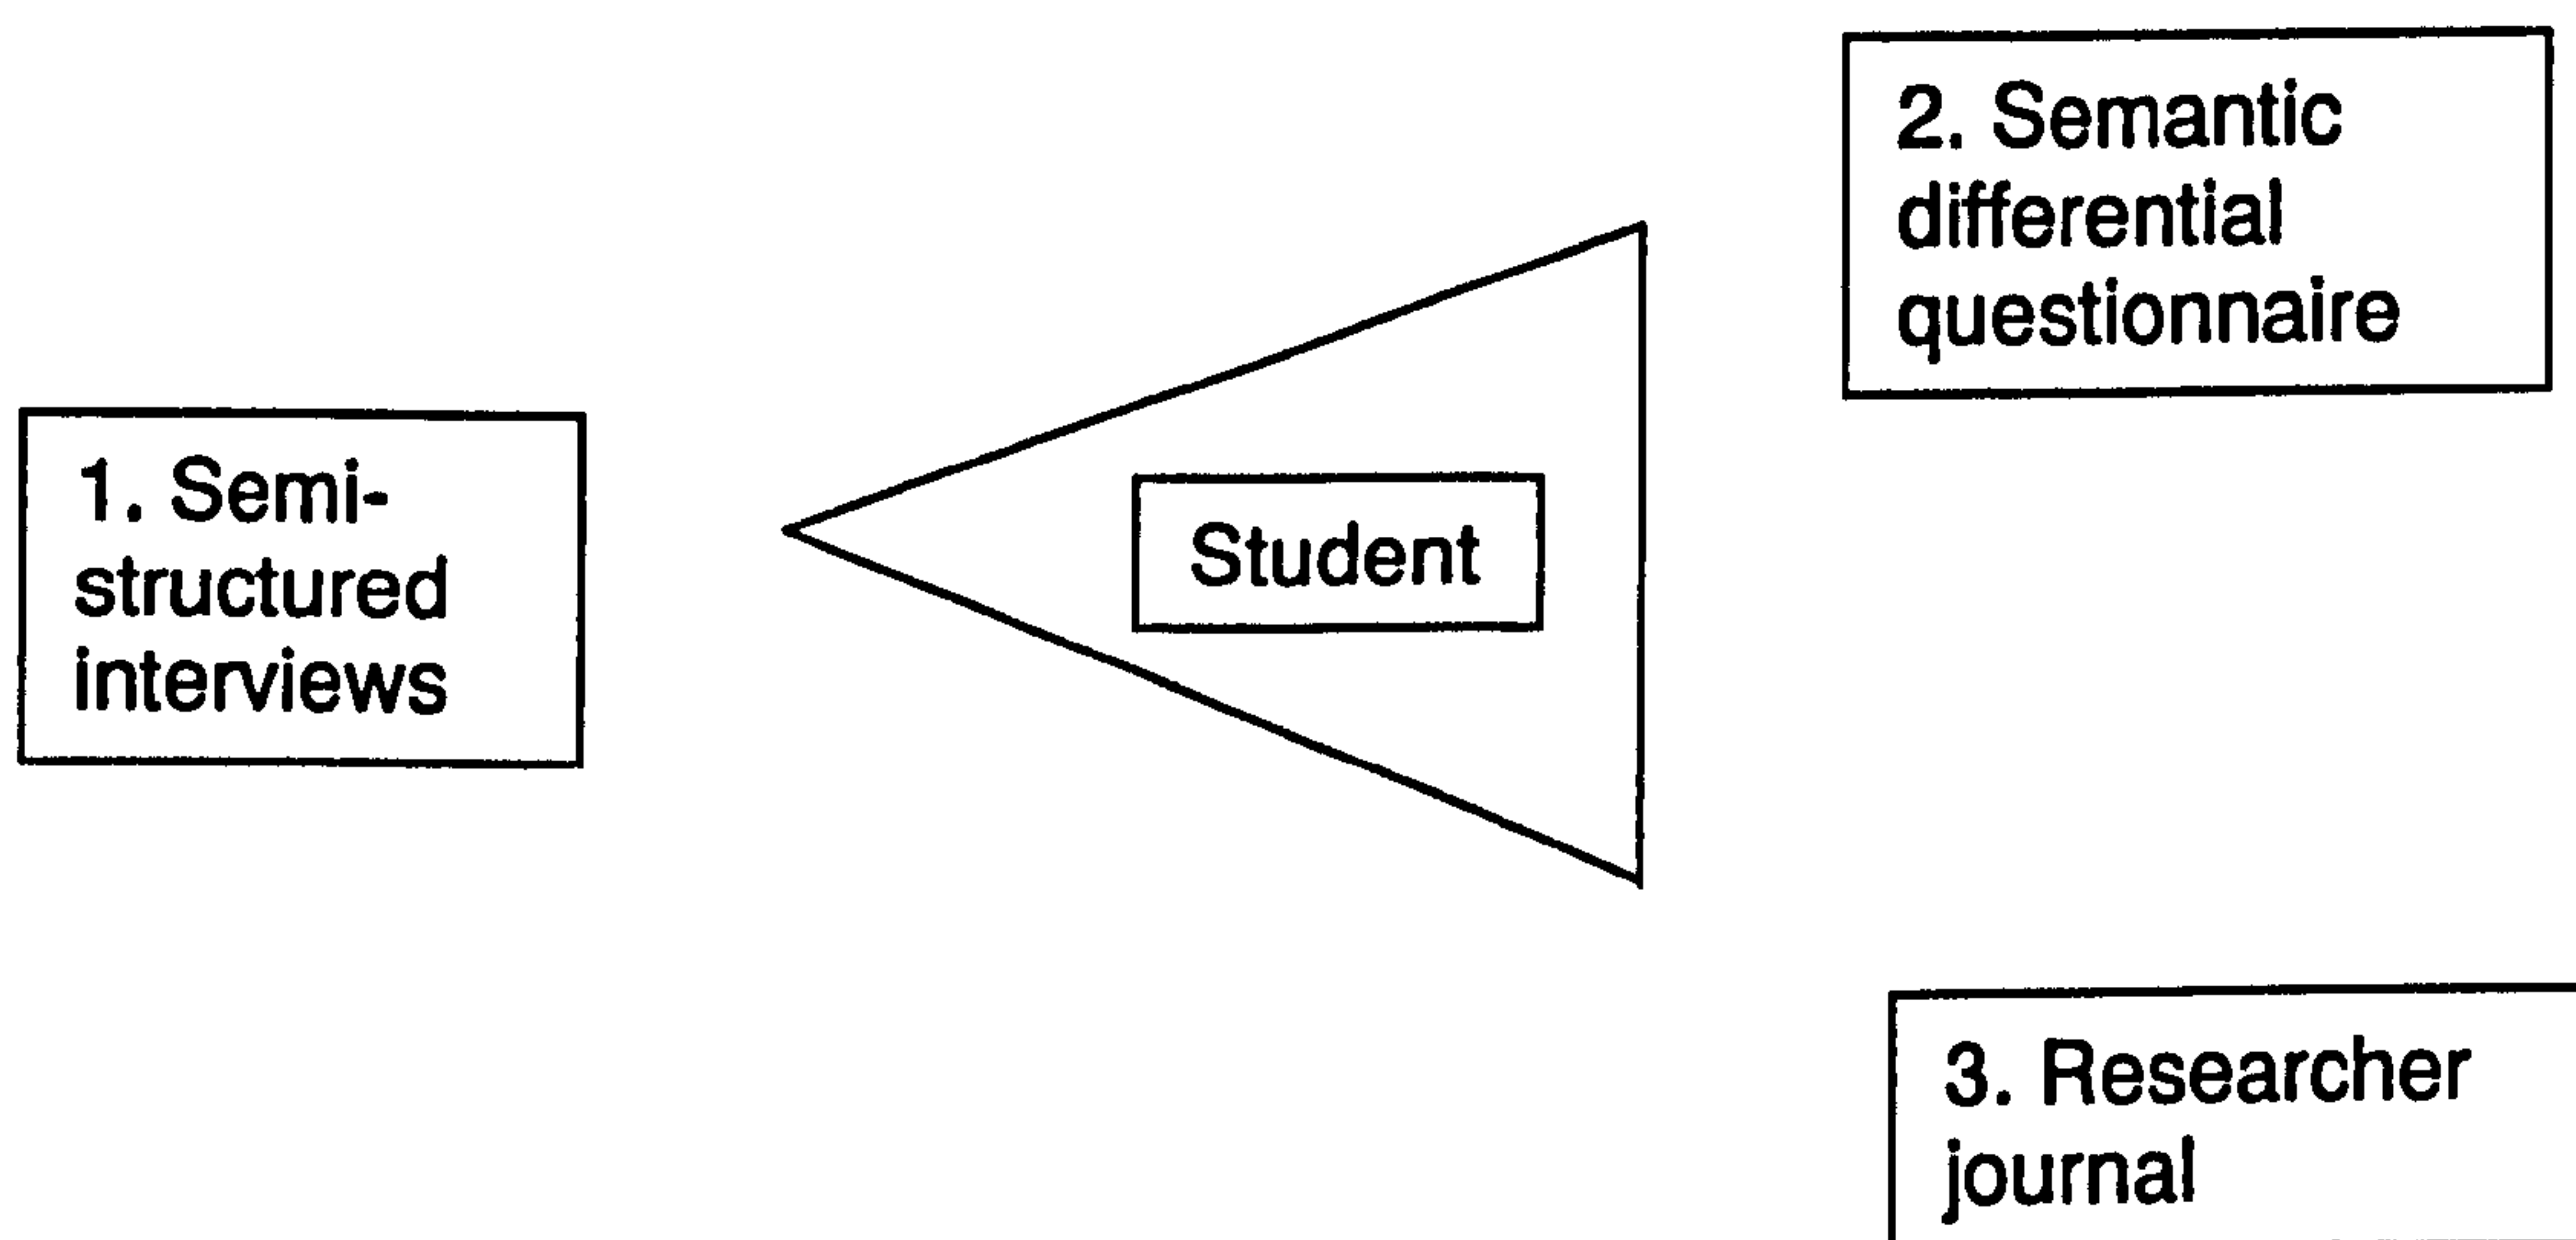 1. Semi-
structured
interviews
2. Semantic
differential
questionnaire
Student
3. Researcher
journal